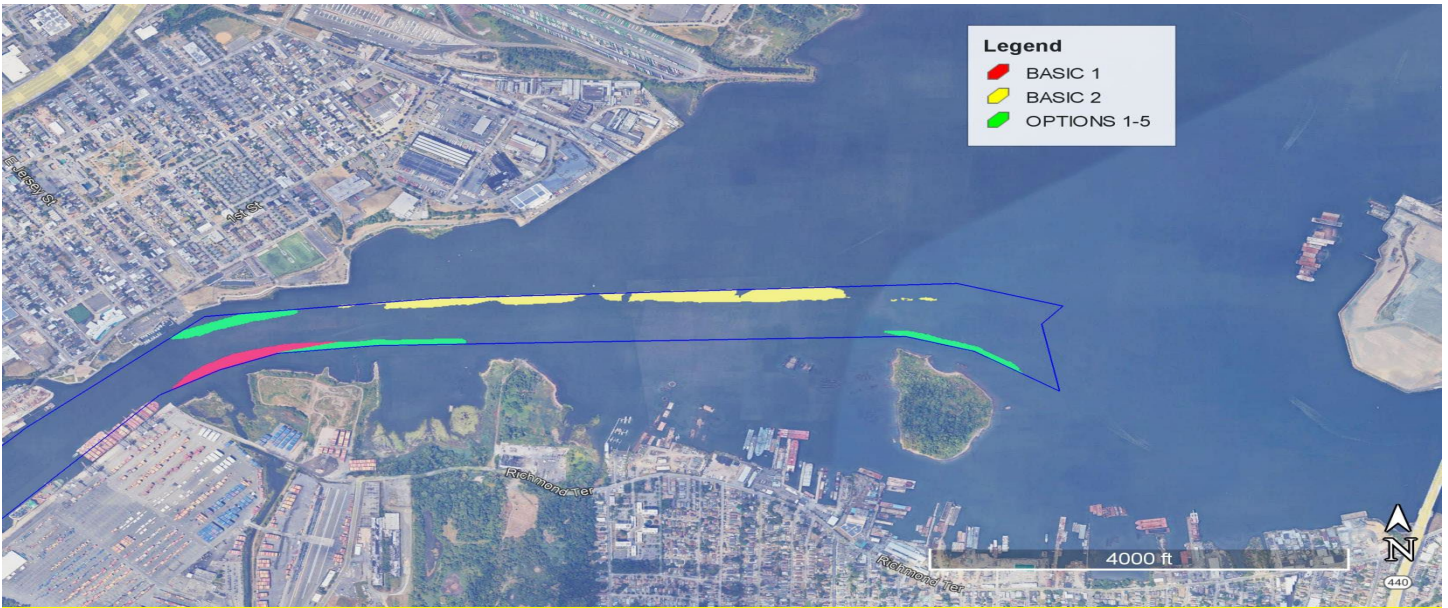 Legend
BASIC 1
BASIC 2
OPTIONS 1-5
E Jersey St
1st St
Richmond Ter
Richmond Ter
4000 ft
N
440